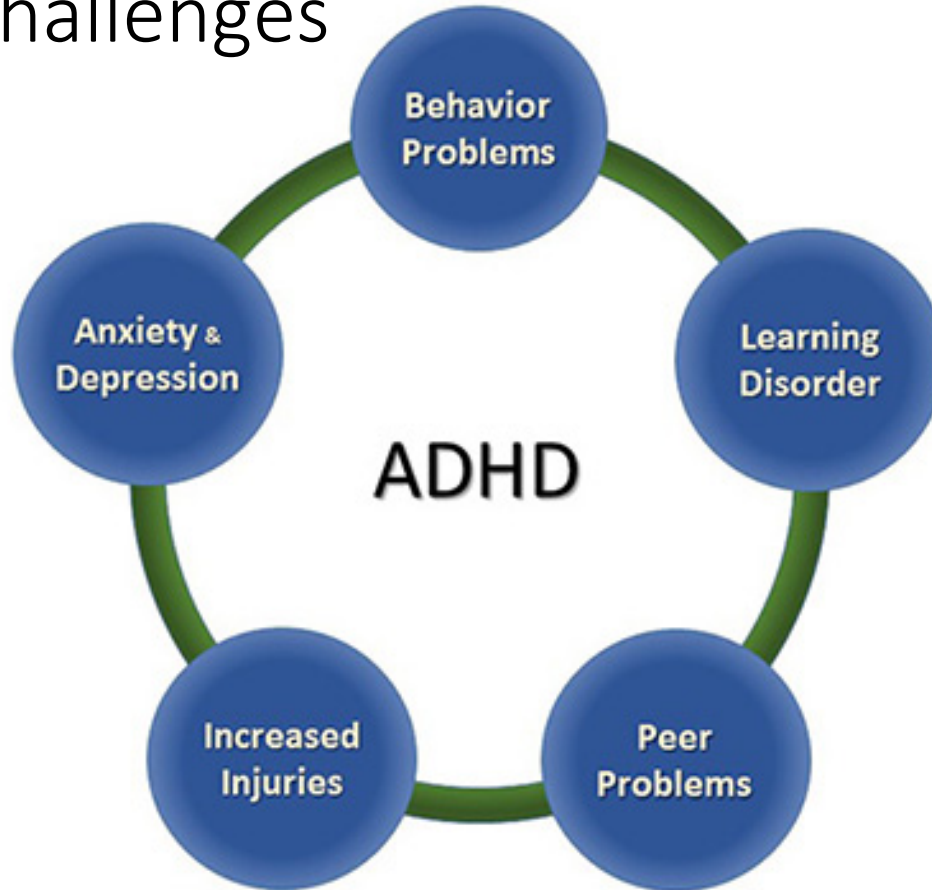 hallenges
Behavior
Problems
Anxiety &
Depression
Learning
Disorder
ADHD
Increased
Injuries
Peer
Problems